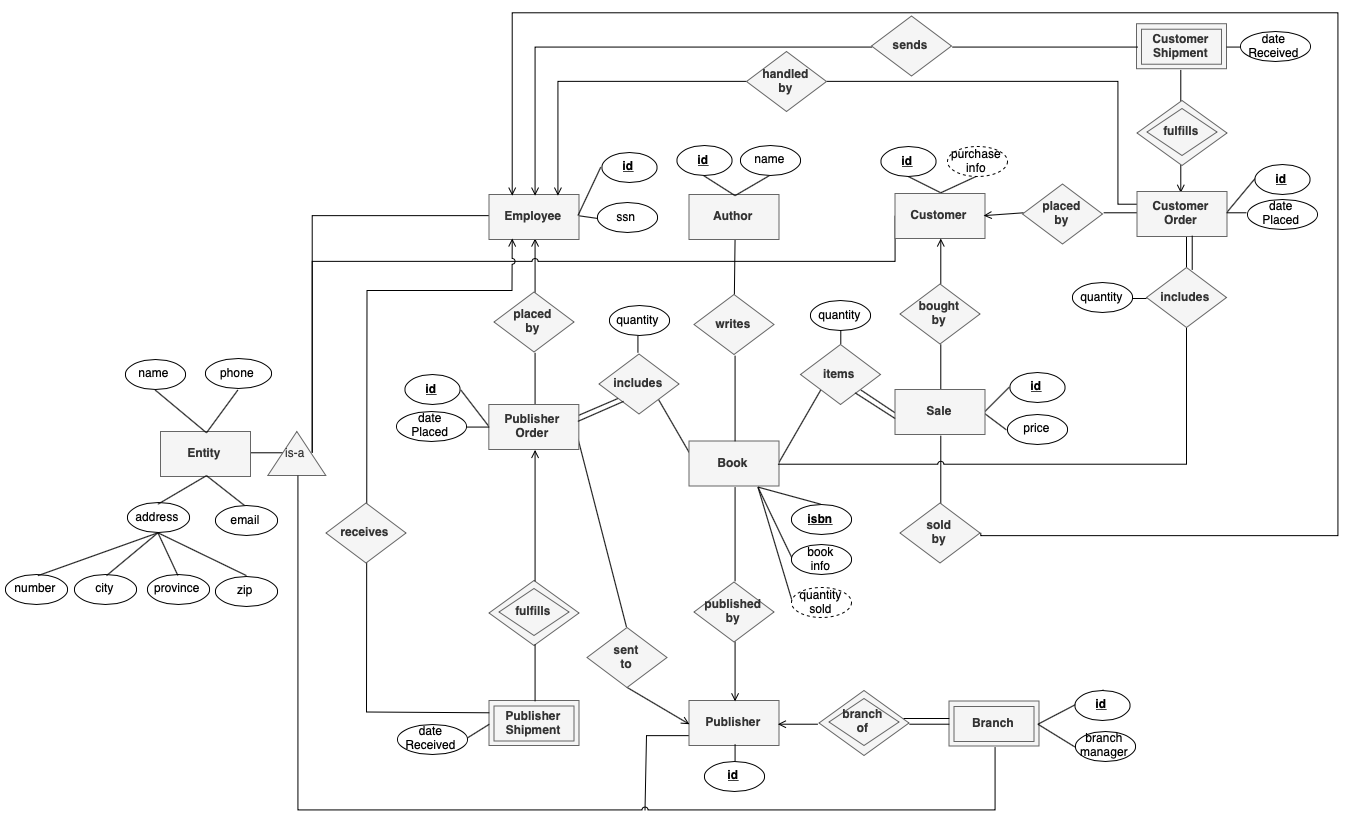 sends
Customer
Shipment
date
Received
handled
by
fulfills
id
ssn
id
name
id
purchase
info
id
date
Placed
Employee
Author
Customer
placed
by
Customer
Order
placed
by
quantity
writes
quantity
bought
by
quantity
includes
name
phone
id
date
Placed
Publisher
Order
includes
items
Sale
id
price
Entity
is-a
Book
address
email
number
city
province
zip
receives
isbn
book
info
quantity
sold
sold
by
fulfills
published
by
sent
to
Publisher
Shipment
date
Received
Publisher
id
branch
of
Branch
id
branch
manager